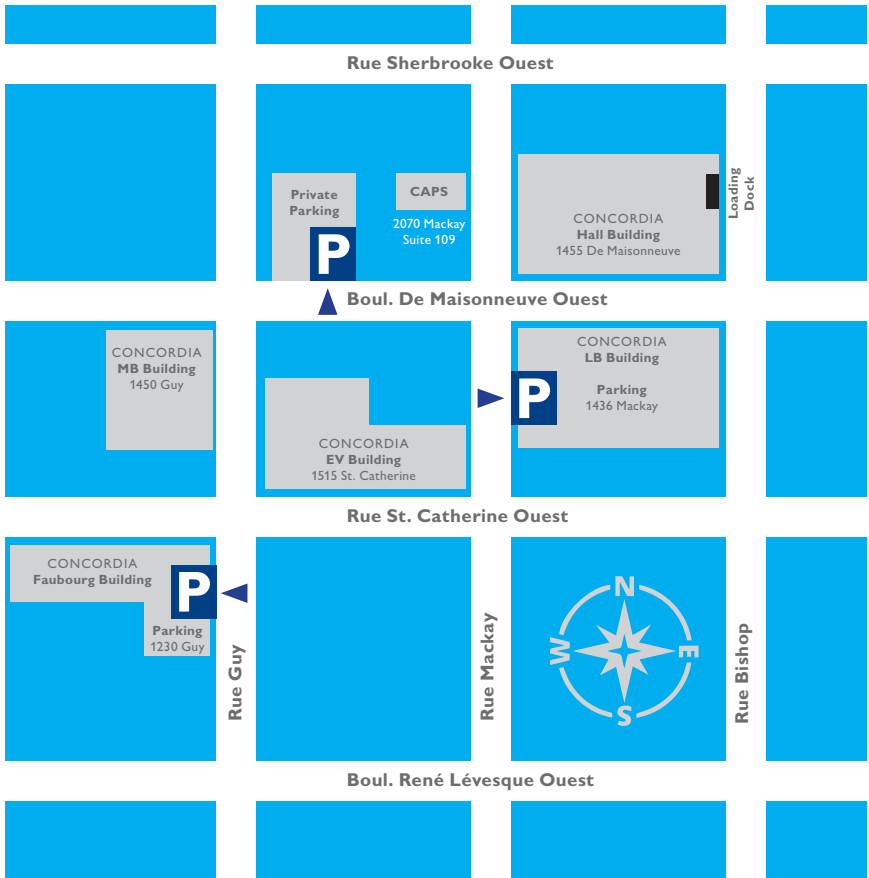 Rue Sherbrooke Ouest
Private
Parking
P
CAPS
2070 Mackay
Suite 109
CONCORDIA
Hall Building
1455 De Maisonneuve
Loading
Dock
Boul. De Maisonneuve Ouest
CONCORDIA
MB Building
1450 Guy
CONCORDIA
EV Building
1515 St. Catherine
CONCORDIA
LB Building
Parking
1436 Mackay
P
Rue St. Catherine Ouest
CONCORDIA
Faubourg Building
P
Parking
1230 Guy
Rue Guy
Rue Mackay
N
W
E
S
Rue Bishop
Boul. René Lévesque Ouest